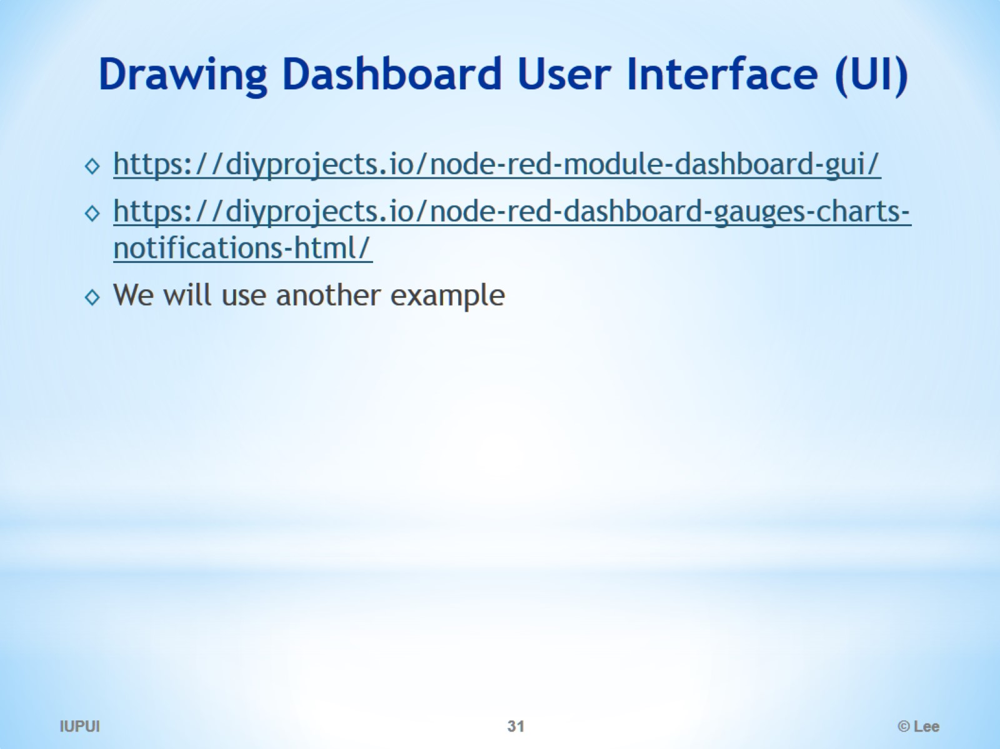 Drawing Dashboard User Interface (UI)
https://diyprojects.io/node-red-module-dashboard-gui/
https://diyprojects.io/node-red-dashboard-gauges-charts-
notifications-html/
We will use another example
IUPUI
31
© Lee